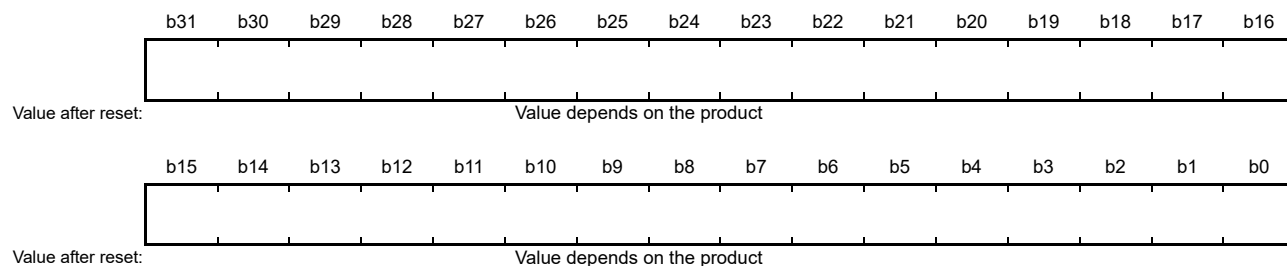 b31 b30 b29 b28 b27 b26 b25 b24 b23 b22 b21 b20 b19 b18 b17 b16
Value after reset: Value depends on the product
b15 b14 b13 b12 b11 b10 b9 b8 b7 b6 b5 b4 b3 b2 b1 b0
Value after reset: Value depends on the product